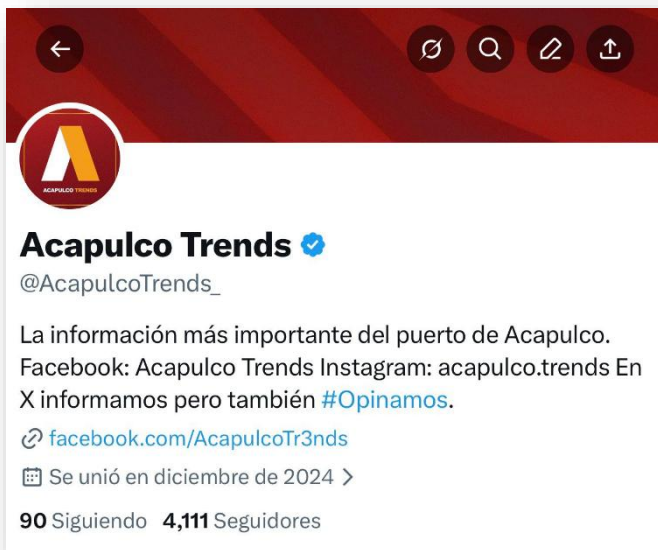 ACAPULCO TRENDS
Acapulco Trends
@AcapulcoTrends_
La información más importante del puerto de Acapulco.
Facebook: Acapulco Trends Instagram: acapulco.trends En
X informamos pero también #Opinamos.
facebook.com/AcapulcoTr3nds
Se unió en diciembre de 2024
90 Siguiendo 4,111 Seguidores